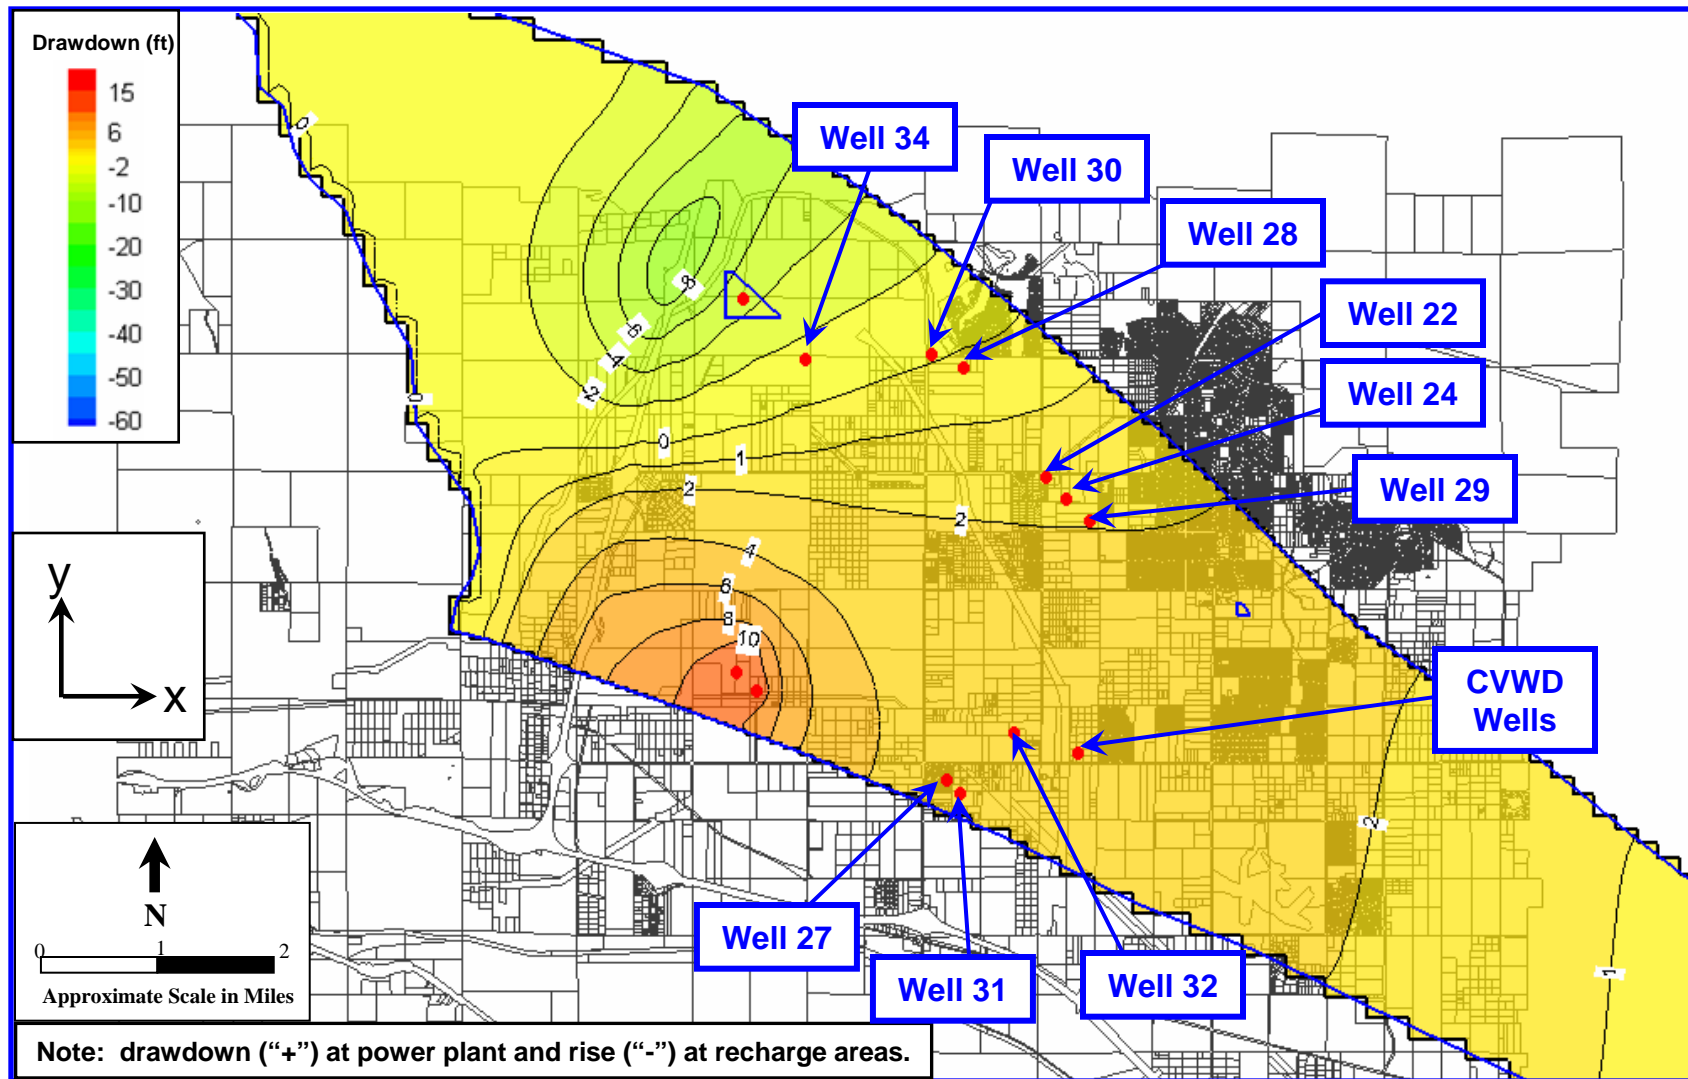 Drawdown (ft)
15
6
-2
-10
-20
-30
-40
-50
-60
Well 34
Well 30
Well 28
Well 22
Well 24
Well 29
CVWD
Wells
Well 27
Well 31
Well 32
0
0
-8
-6
-4
-2
0
1
2
2
4
6
8
10
2
1
y
x
N
0
1
2
Approximate Scale in Miles
Note: drawdown (“+”) at power plant and rise (“-”) at recharge areas.